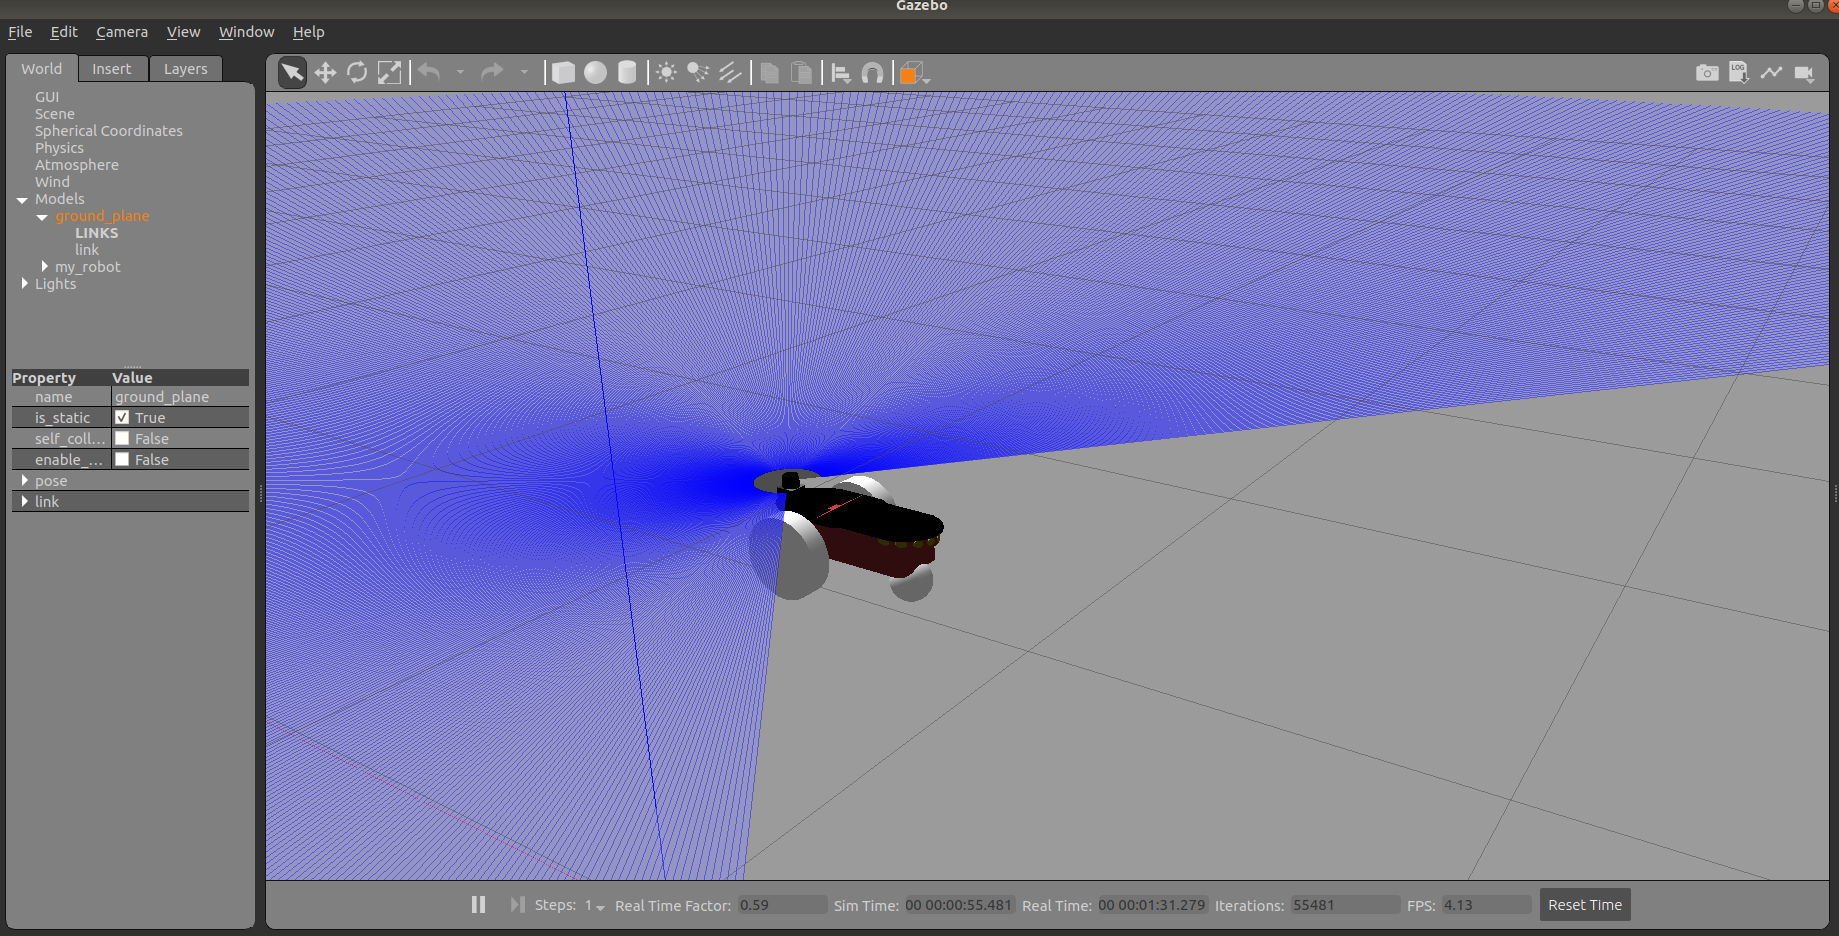 Gazebo
File Edit Camera View Window Help
World Insert Layers
LOG
GUI
Scene
Spherical Coordinates
Physics
Atmosphere
Wind
Models
ground_plane
LINKS
link
my_robot
Lights
Property Value
name ground_plane
is_static True
self_coll... False
enable_... False
pose
link
Steps: 1 Real Time Factor: 0.59 Sim Time: 00 00:00:55.481 Real Time: 00 00:01:31.279 Iterations: 55481 FPS: 4.13 Reset Time